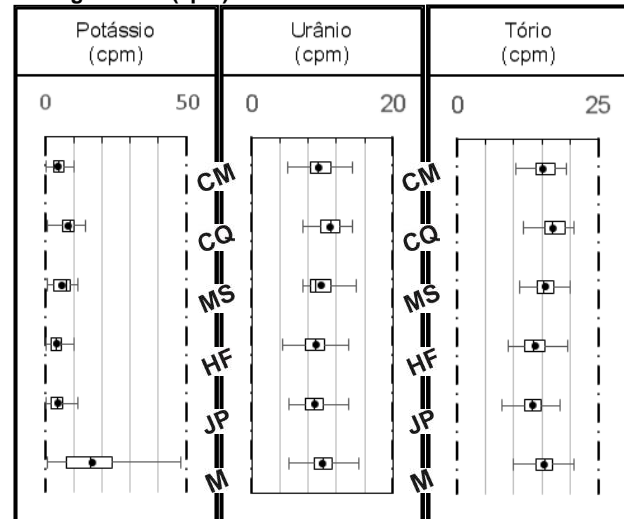 Potássio
(cpm)
Urânio
(cpm)
Tório
(cpm)
0 50
0 20
0 25
CM CM
CQ CQ
MS MS
HF HF
JP JP
M M